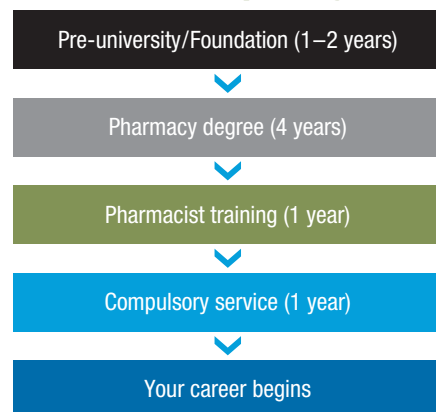 Pre-university/Foundation (1–2 years)
Pharmacy degree (4 years)
Pharmacist training (1 year)
Compulsory service (1 year)
Your career begins